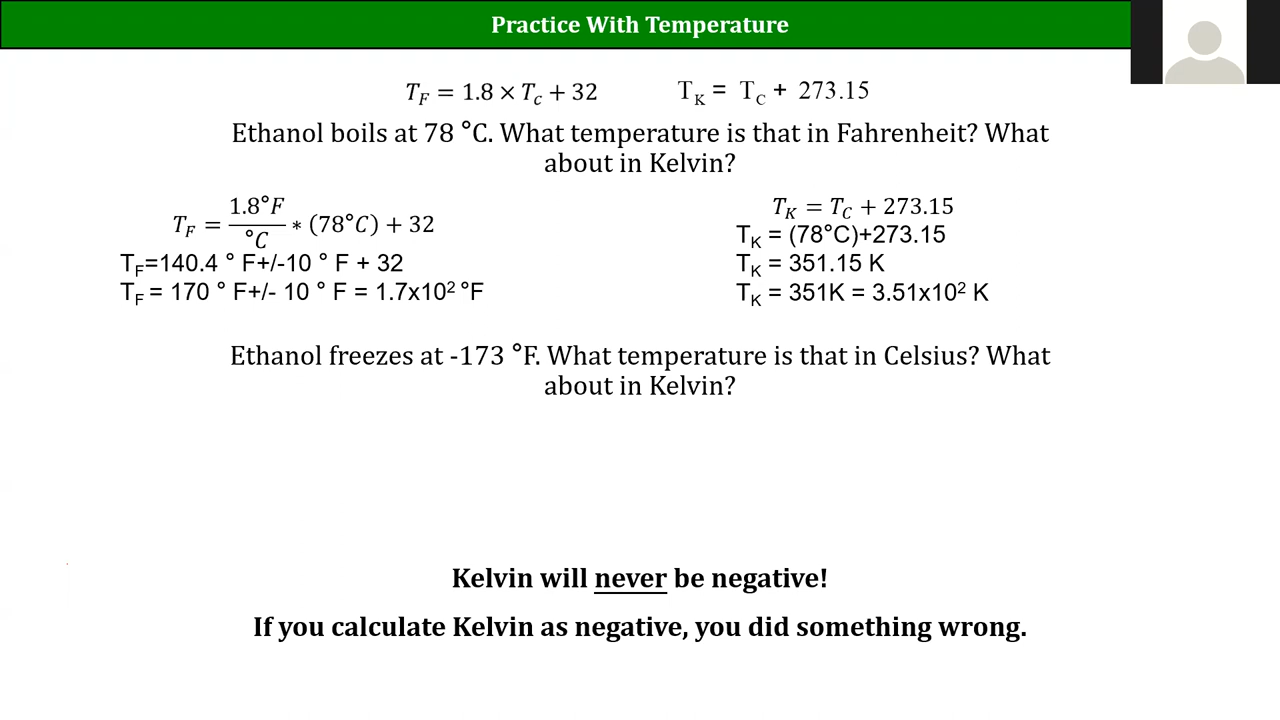 Practice With Temperature
T_F = 1.8 × T_c + 32 T_K = T_C + 273.15
Ethanol boils at 78 °C. What temperature is that in Fahrenheit? What
about in Kelvin?
T_F = 1.8°F/°C * (78°C) + 32
T_F=140.4 ° F+/-10 ° F + 32
T_F = 170 ° F+/- 10 ° F = 1.7x10² °F
T_K = T_C + 273.15
T_K = (78°C)+273.15
T_K = 351.15 K
T_K = 351K = 3.51x10² K
Ethanol freezes at -173 °F. What temperature is that in Celsius? What
about in Kelvin?
Kelvin will never be negative!
If you calculate Kelvin as negative, you did something wrong.